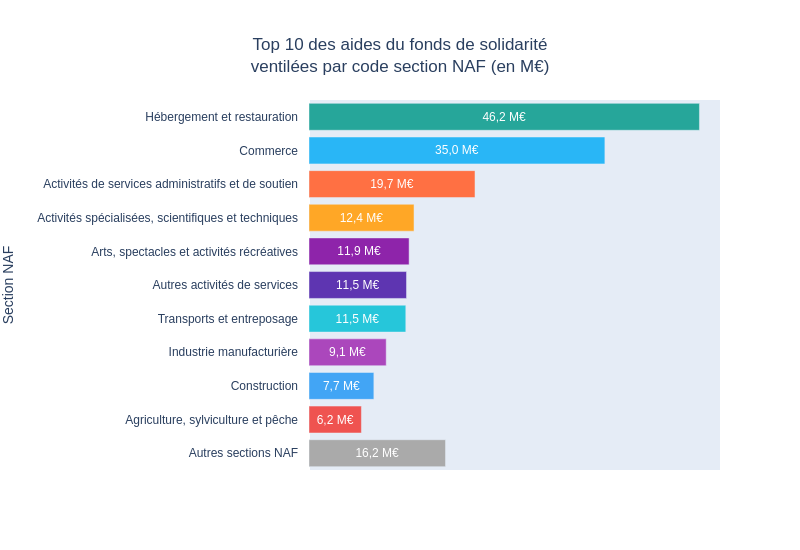 Top 10 des aides du fonds de solidarité
ventilées par code section NAF (en M€)
Section NAF
Hébergement et restauration 46,2 M€
Commerce 35,0 M€
Activités de services administratifs et de soutien 19,7 M€
Activités spécialisées, scientifiques et techniques 12,4 M€
Arts, spectacles et activités récréatives 11,9 M€
Autres activités de services 11,5 M€
Transports et entreposage 11,5 M€
Industrie manufacturière 9,1 M€
Construction 7,7 M€
Agriculture, sylviculture et pêche 6,2 M€
Autres sections NAF 16,2 M€